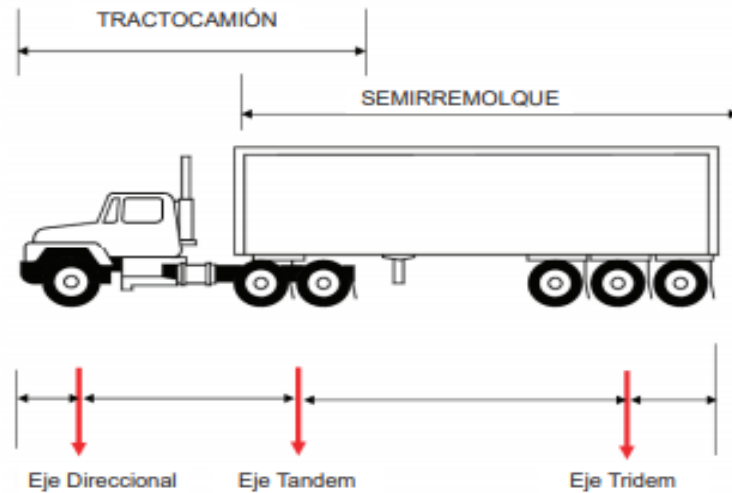 TRACTOCAMIÓN
SEMIRREMOLQUE
Eje Direccional
Eje Tandem
Eje Tridem